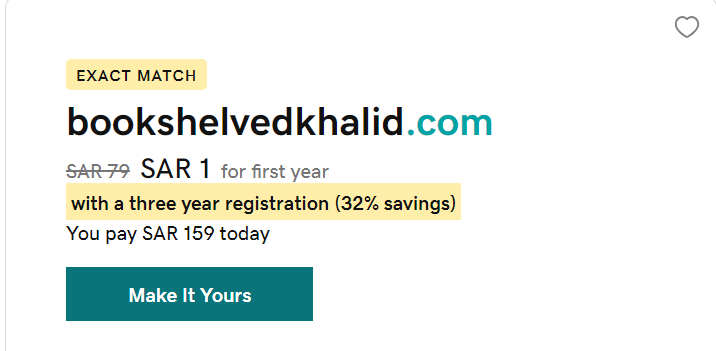 EXACT MATCH
bookshelvedkhalid.com
SAR 79 SAR 1 for first year
with a three year registration (32% savings)
You pay SAR 159 today
Make It Yours